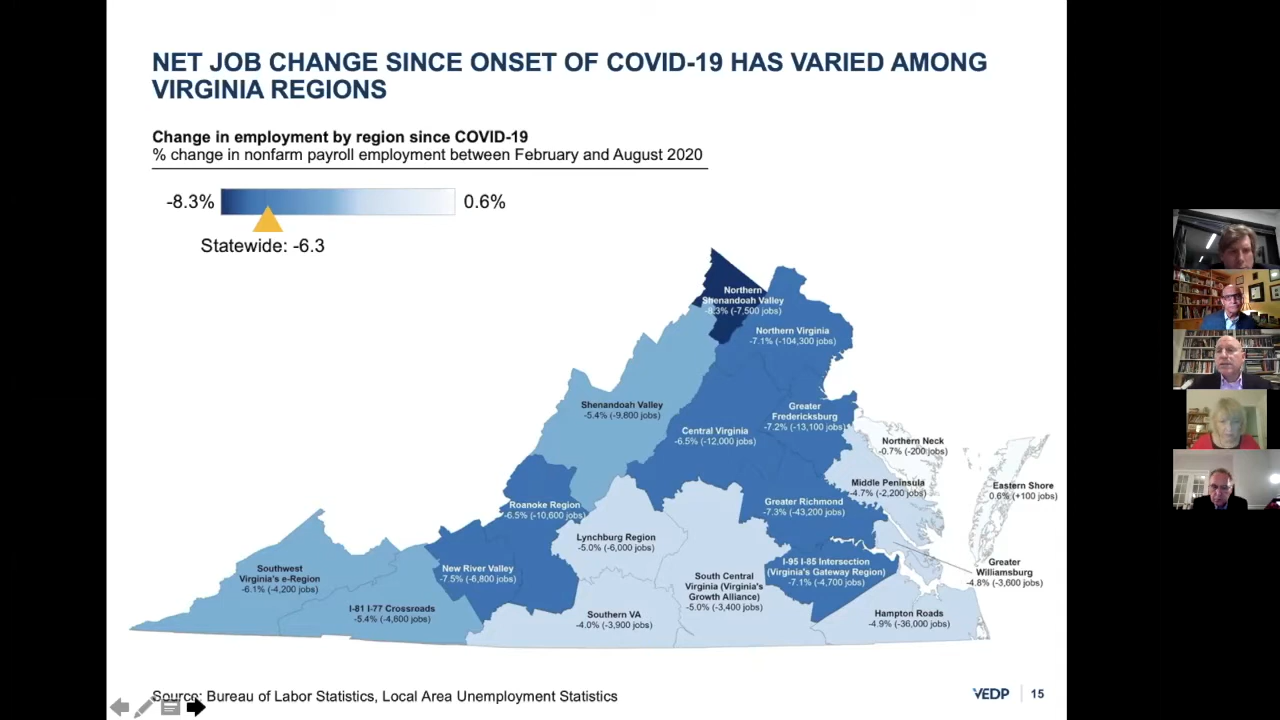 NET JOB CHANGE SINCE ONSET OF COVID-19 HAS VARIED AMONG
VIRGINIA REGIONS
Change in employment by region since COVID-19
% change in nonfarm payroll employment between February and August 2020
-8.3%
0.6%
Statewide: -6.3
Northern
Shenandoah Valley
-8.3% (-7,500 jobs)
Northern Virginia
-7.1% (-104,300 jobs)
Shenandoah Valley
-5.4% (-9,800 jobs)
Greater
Fredericksburg
-7.2% (-13,100 jobs)
Central Virginia
-6.5% (-12,000 jobs)
Northern Neck
-0.7% (-200 jobs)
Middle Peninsula
-4.7% (-2,200 jobs)
Eastern Shore
0.6% (+100 jobs)
Roanoke Region
-6.5% (-10,600 jobs)
Greater Richmond
-7.3% (-43,200 jobs)
Lynchburg Region
-5.0% (-6,000 jobs)
Southwest
Virginia's e-Region
-6.1% (-4,200 jobs)
New River Valley
-7.5% (-6,800 jobs)
I-95 I-85 Intersection
(Virginia's Gateway Region)
-7.1% (-4,700 jobs)
Greater
Williamsburg
-4.8% (-3,600 jobs)
South Central
Virginia (Virginia's
Growth Alliance)
-5.0% (-3,400 jobs)
I-81 I-77 Crossroads
-5.4% (-4,600 jobs)
Southern VA
-4.0% (-3,900 jobs)
Hampton Roads
-4.9% (-36,000 jobs)
Source: Bureau of Labor Statistics, Local Area Unemployment Statistics
VEDP
15